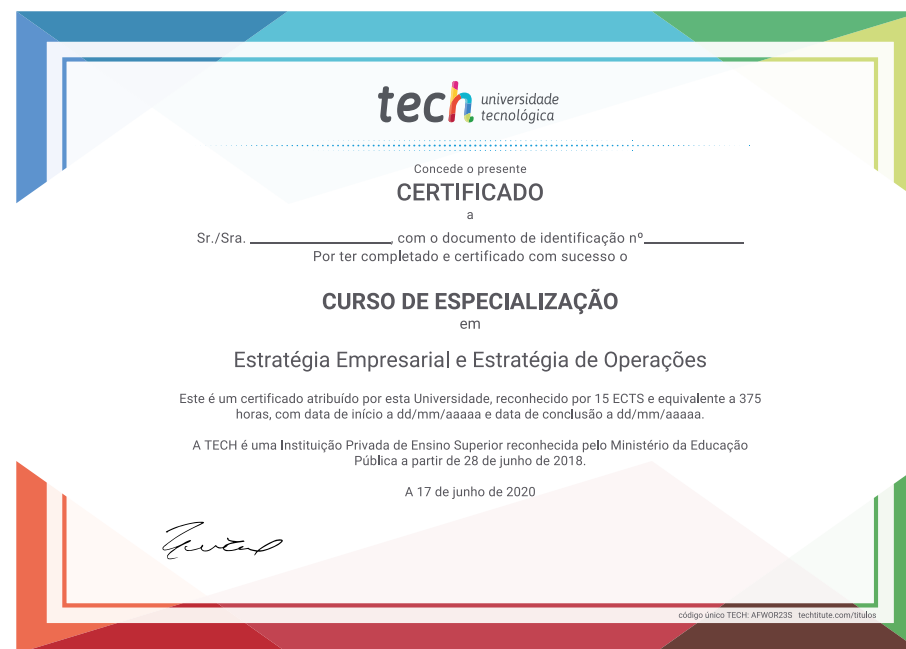 tech universidade
tecnológica
Concede o presente
CERTIFICADO
a
Sr./Sra. ____________________, com o documento de identificação nº______________
Por ter completado e certificado com sucesso o
CURSO DE ESPECIALIZAÇÃO
em
Estratégia Empresarial e Estratégia de Operações
Este é um certificado atribuído por esta Universidade, reconhecido por 15 ECTS e equivalente a 375
horas, com data de início a dd/mm/aaaaa e data de conclusão a dd/mm/aaaaa.
A TECH é uma Instituição Privada de Ensino Superior reconhecida pelo Ministério da Educação
Pública a partir de 28 de junho de 2018.
A 17 de junho de 2020
código único TECH: AFWOR23S techtitute.com/titulos